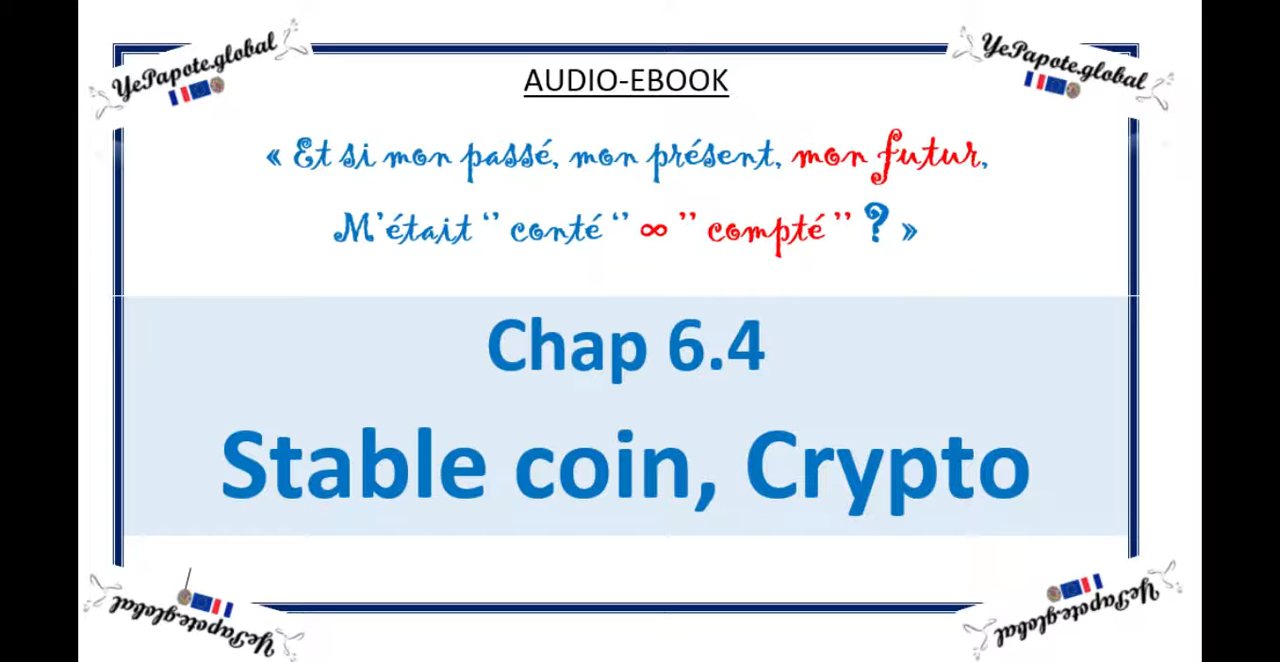 YePapote.global
YePapote.global
AUDIO-EBOOK
« Et si mon passé, mon présent, mon futur,
M'était ‘’ conté ‘’ ∞ ’’ compté ’’ ? »
Chap 6.4
Stable coin, Crypto
YePapote.global
YePapote.global